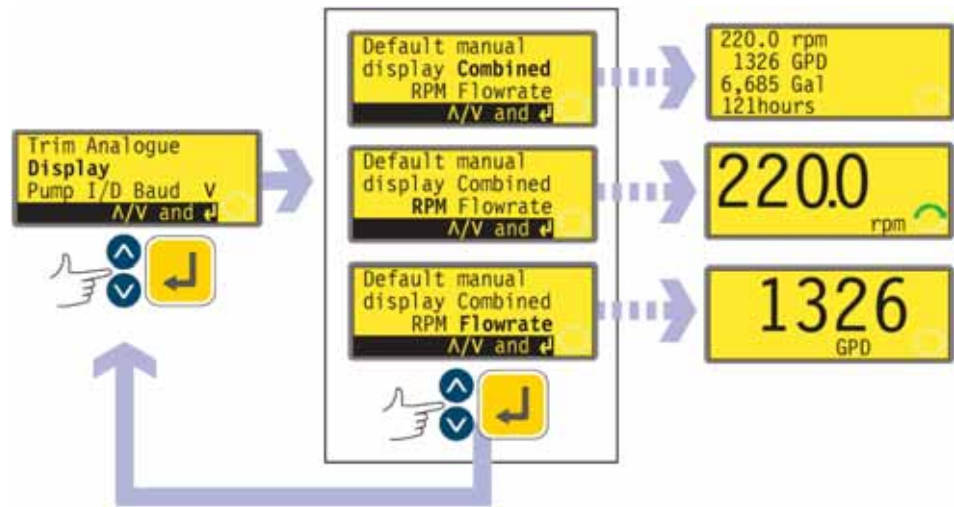 Trim Analogue
Display
Pump I/D Baud V
Λ/V and ↲
Default manual
display Combined
RPM Flowrate
Λ/V and ↲
220.0 rpm
1326 GPD
6,685 Gal
121hours
Default manual
display Combined
RPM Flowrate
Λ/V and ↲
220.0
rpm
Default manual
display Combined
RPM Flowrate
Λ/V and ↲
1326
GPD